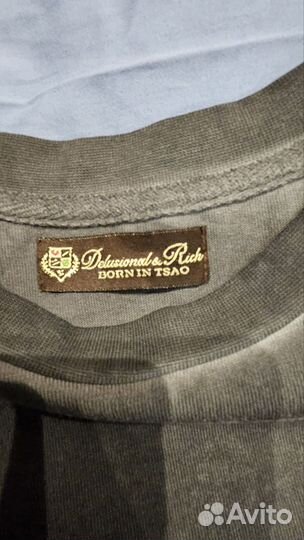 Delusional & Rich
BORN IN TSAO
Avito